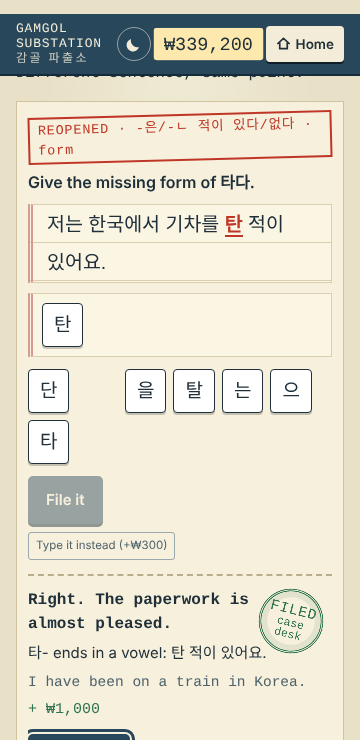 GAMGOL
SUBSTATION
감골 파출소
₩339,200
Home
different sentence, same point.
REOPENED · -은/-ㄴ 적이 있다/없다 ·
form
Give the missing form of 타다.
저는 한국에서 기차를 탄 적이
있어요.
탄
단 을 탈 는 으
타
File it
Type it instead (+₩300)
Right. The paperwork is
almost pleased.
FILED
case
desk
타- ends in a vowel: 탄 적이 있어요.
I have been on a train in Korea.
+ ₩1,000